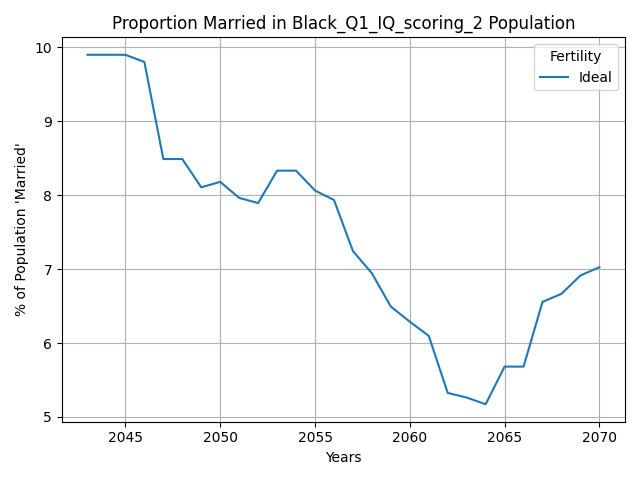 Proportion Married in Black_Q1_IQ_scoring_2 Population
Fertility
Ideal
% of Population 'Married'
10
9
8
7
6
5
2045 2050 2055 2060 2065 2070
Years